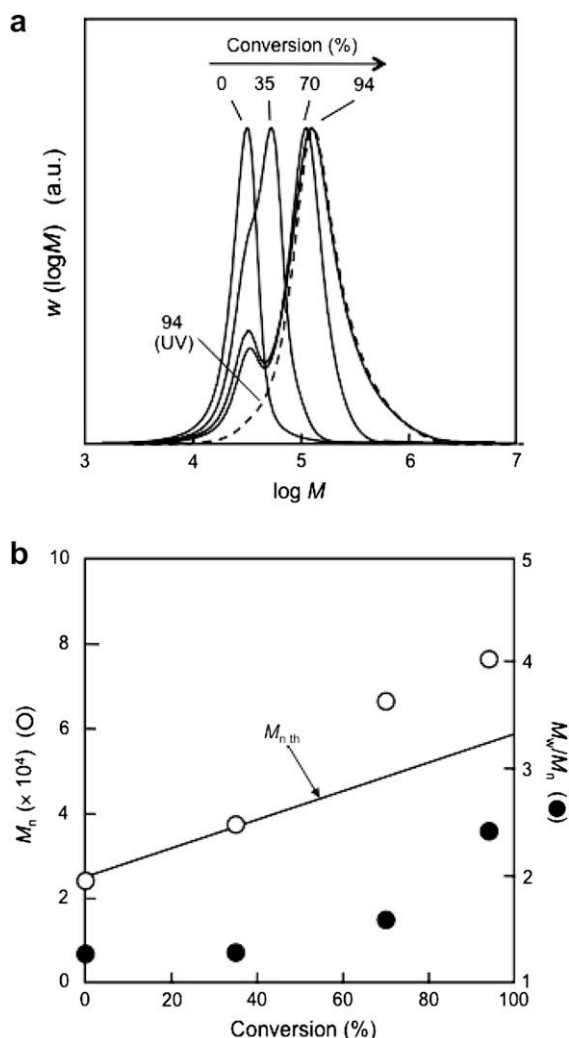 a
Conversion (%)
0 35 70 94
w (logM) (a.u.)
94
(UV)
3 4 5 6 7
log M
b
10
8
6
4
2
0
Mn (× 10⁴) (O)
Mn th
5
4
3
2
1
Mw/Mn (●)
0 20 40 60 80 100
Conversion (%)